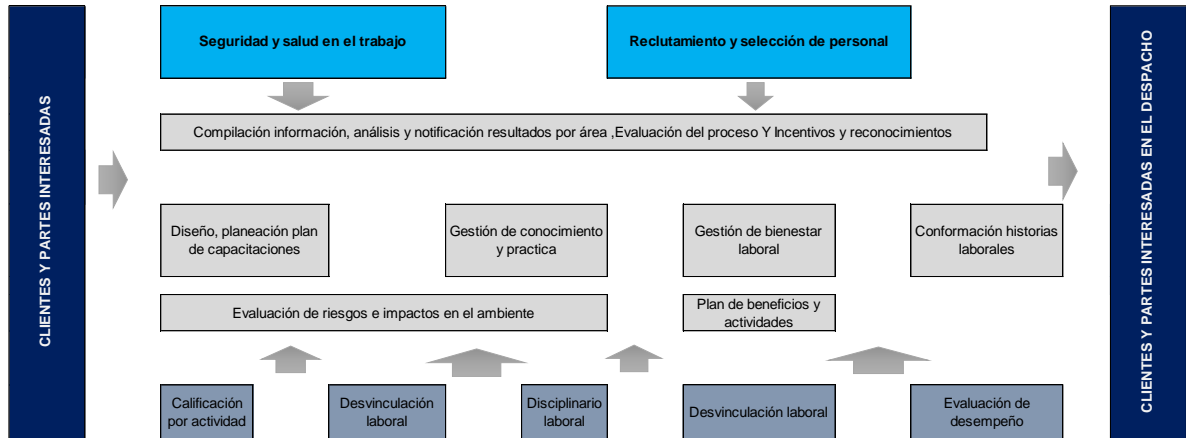 CLIENTES Y PARTES INTERESADAS
Seguridad y salud en el trabajo
Reclutamiento y selección de personal
Compilación información, análisis y notificación resultados por área ,Evaluación del proceso Y Incentivos y reconocimientos
Diseño, planeación plan
de capacitaciones
Gestión de conocimiento
y practica
Gestión de bienestar
laboral
Conformación historias
laborales
Evaluación de riesgos e impactos en el ambiente
Plan de beneficios y
actividades
Calificación
por actividad
Desvinculación
laboral
Disciplinario
laboral
Desvinculación laboral
Evaluación de
desempeño
CLIENTES Y PARTES INTERESADAS EN EL DESPACHO